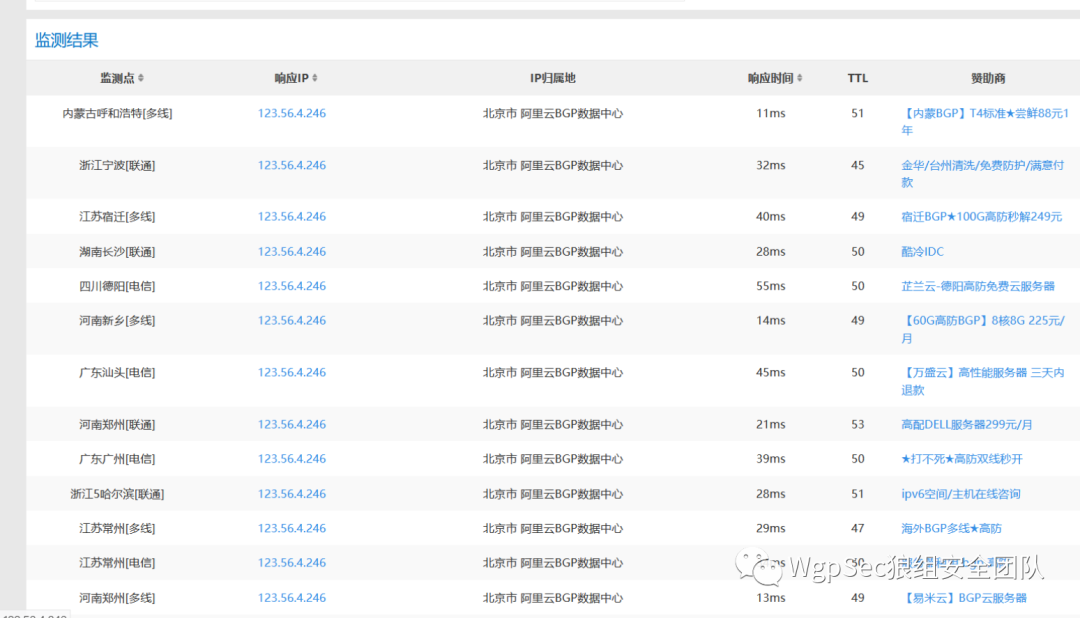 监测结果
监测点 响应IP IP归属地 响应时间 TTL 赞助商
内蒙古呼和浩特[多线] 123.56.4.246 北京市 阿里云BGP数据中心 11ms 51 【内蒙BGP】T4标准★尝鲜88元1
年
浙江宁波[联通] 123.56.4.246 北京市 阿里云BGP数据中心 32ms 45 金华/台州清洗/免费防护/满意付
款
江苏宿迁[多线] 123.56.4.246 北京市 阿里云BGP数据中心 40ms 49 宿迁BGP★100G高防秒解249元
湖南长沙[联通] 123.56.4.246 北京市 阿里云BGP数据中心 28ms 50 酷冷IDC
四川德阳[电信] 123.56.4.246 北京市 阿里云BGP数据中心 55ms 50 芷兰云-德阳高防免费云服务器
河南新乡[多线] 123.56.4.246 北京市 阿里云BGP数据中心 14ms 49 【60G高防BGP】8核8G 225元/
月
广东汕头[电信] 123.56.4.246 北京市 阿里云BGP数据中心 45ms 50 【万盛云】高性能服务器 三天内
退款
河南郑州[联通] 123.56.4.246 北京市 阿里云BGP数据中心 21ms 53 高配DELL服务器299元/月
广东广州[电信] 123.56.4.246 北京市 阿里云BGP数据中心 39ms 50 ★打不死★高防双线秒开
浙江5哈尔滨[联通] 123.56.4.246 北京市 阿里云BGP数据中心 28ms 51 ipv6空间/主机在线咨询
江苏常州[多线] 123.56.4.246 北京市 阿里云BGP数据中心 29ms 47 海外BGP多线★高防
江苏常州[电信] 123.56.4.246 北京市 阿里云BGP数据中心
WgpSec狼组安全团队
河南郑州[多线] 123.56.4.246 北京市 阿里云BGP数据中心 13ms 49 【易米云】BGP云服务器